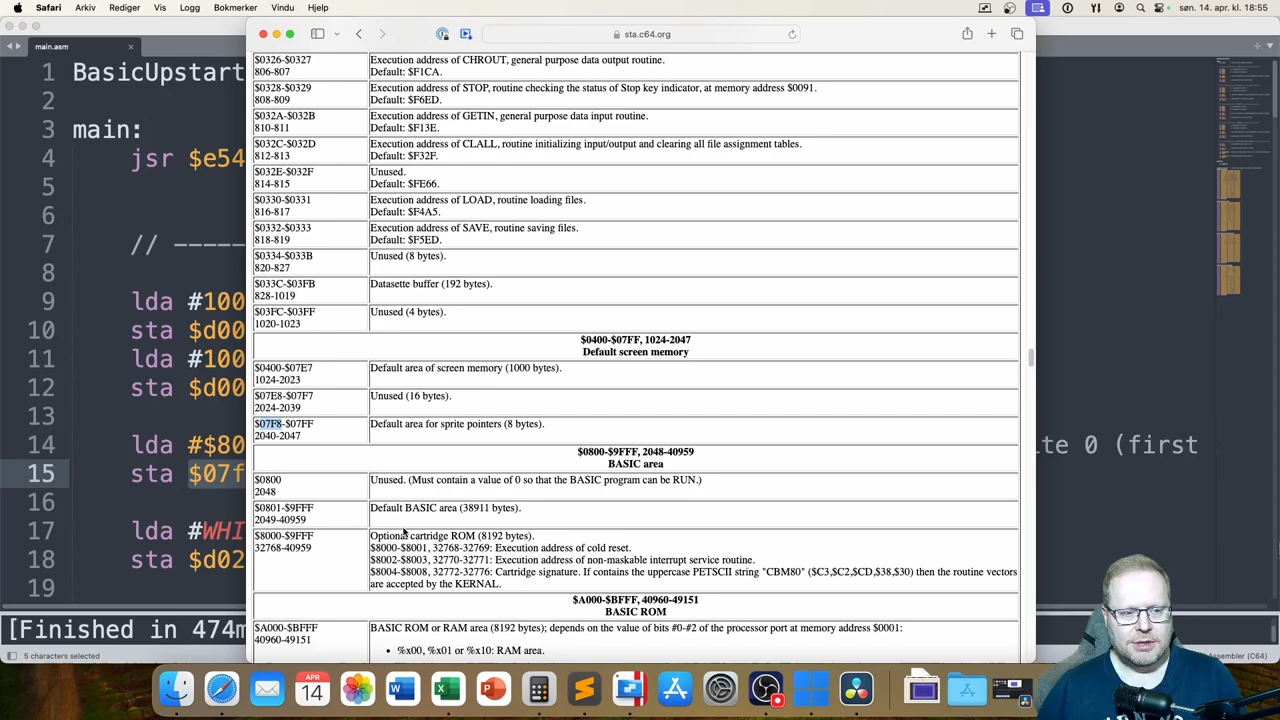 Safari Arkiv Rediger Vis Logg Bokmerker Vindu Hjelp
søn. 14. apr. kl. 18:55
main.asm
sta.c64.org
1 BasicUpstart
2
3 main:
4 jsr $e54
5
6
7 // -----
8
9 lda #100
10 sta $d00
11 lda #100
12 sta $d00
13
14 lda #$80
ite 0 (first
15 sta $07f
16
17 lda #WHI
18 sta $d02
19
[Finished in 474m
5 characters selected
Assembler (C64)
$0326-$0327
806-807
Execution address of CHROUT, general purpose data output routine.
Default: $F1CA.
$0328-$0329
808-809
Execution address of STOP, routine checking the status of Stop key indicator, at memory address $0091.
Default: $F6ED.
$032A-$032B
810-811
Execution address of GETIN, general purpose data input routine.
Default: $F13E.
$032C-$032D
812-813
Execution address of CLALL, routine initializing input/output and clearing all file assignment tables.
Default: $F32F.
$032E-$032F
814-815
Unused.
Default: $FE66.
$0330-$0331
816-817
Execution address of LOAD, routine loading files.
Default: $F4A5.
$0332-$0333
818-819
Execution address of SAVE, routine saving files.
Default: $F5ED.
$0334-$033B
820-827
Unused (8 bytes).
$033C-$03FB
828-1019
Datasette buffer (192 bytes).
$03FC-$03FF
1020-1023
Unused (4 bytes).
$0400-$07FF, 1024-2047
Default screen memory
$0400-$07E7
1024-2023
Default area of screen memory (1000 bytes).
$07E8-$07F7
2024-2039
Unused (16 bytes).
$07F8-$07FF
2040-2047
Default area for sprite pointers (8 bytes).
$0800-$9FFF, 2048-40959
BASIC area
$0800
2048
Unused. (Must contain a value of 0 so that the BASIC program can be RUN.)
$0801-$9FFF
2049-40959
Default BASIC area (38911 bytes).
$8000-$9FFF
32768-40959
Optional cartridge ROM (8192 bytes).
$8000-$8001, 32768-32769: Execution address of cold reset.
$8002-$8003, 32770-32771: Execution address of non-maskable interrupt service routine.
$8004-$8008, 32772-32776: Cartridge signature. If contains the uppercase PETSCII string "CBM80" ($C3,$C2,$CD,$38,$30) then the routine vectors
are accepted by the KERNAL.
$A000-$BFFF, 40960-49151
BASIC ROM
$A000-$BFFF
40960-49151
BASIC ROM or RAM area (8192 bytes); depends on the value of bits #0-#2 of the processor port at memory address $0001:
• %x00, %x01 or %x10: RAM area.
APR
14